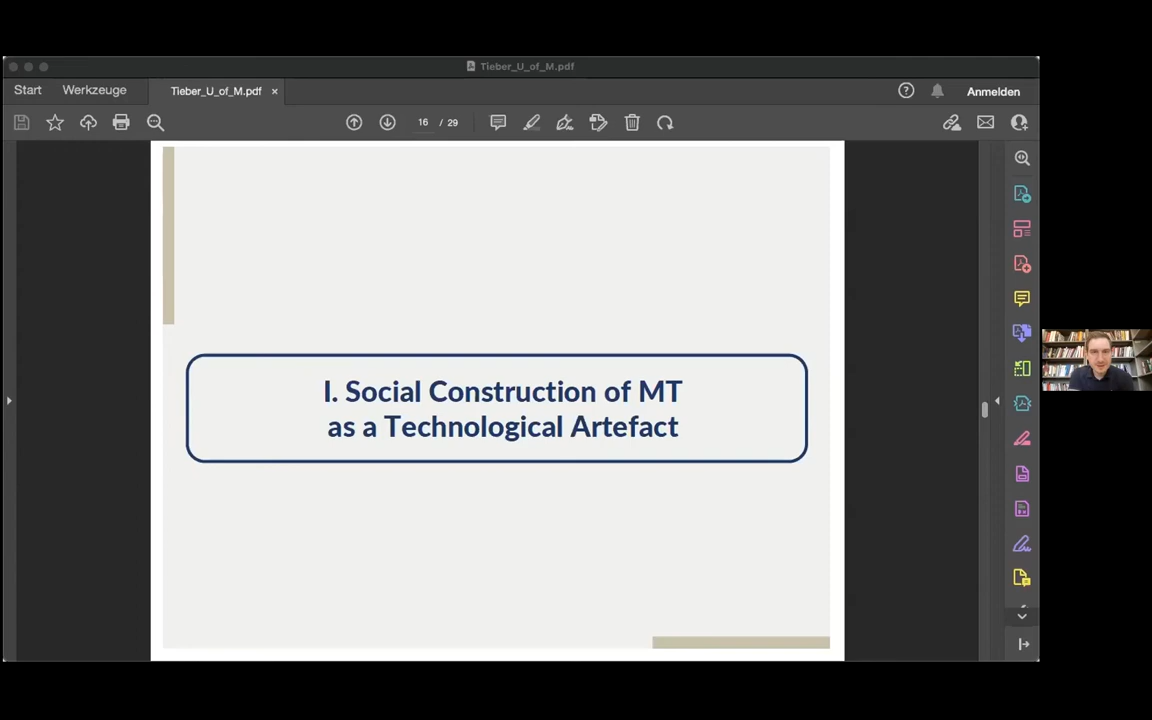 Tieber_U_of_M.pdf
Start Werkzeuge Tieber_U_of_M.pdf × Anmelden
16 / 29
I. Social Construction of MT
as a Technological Artefact